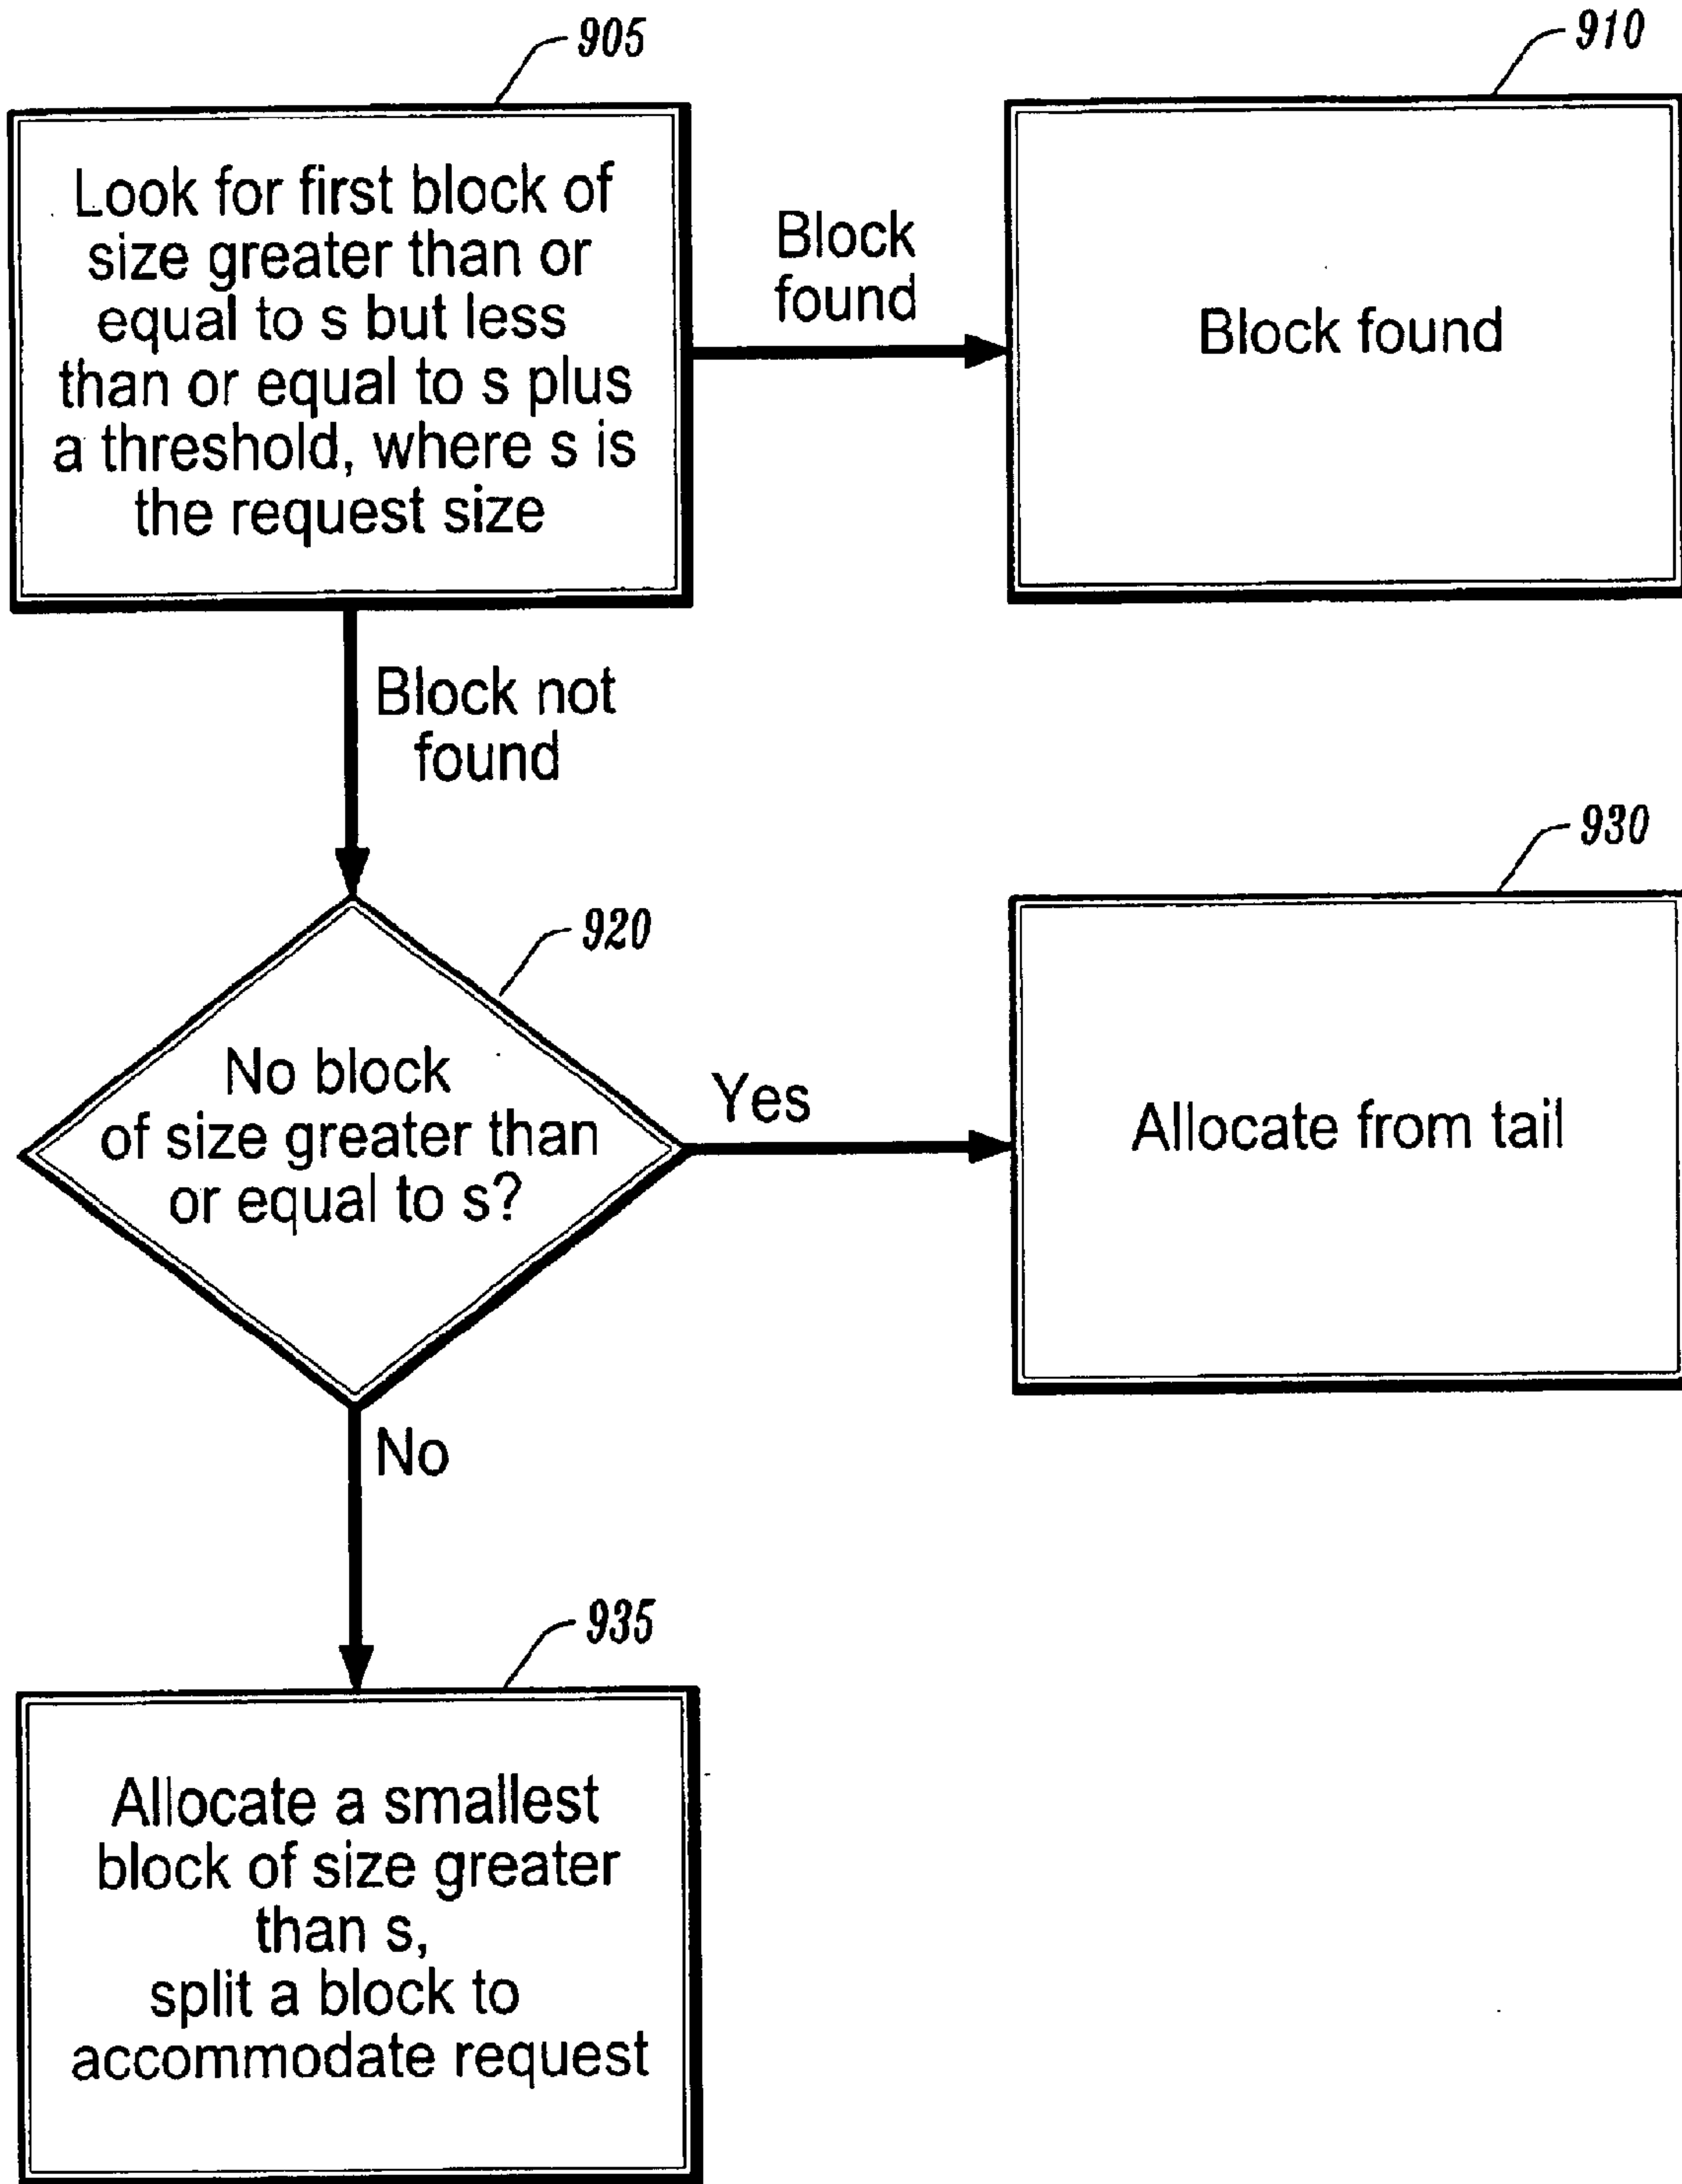 905
Look for first block of
size greater than or
equal to s but less
than or equal to s plus
a threshold, where s is
the request size
Block
found
910
Block found
Block not
found
920
No block
of size greater than
or equal to s?
Yes
930
Allocate from tail
No
935
Allocate a smallest
block of size greater
than s,
split a block to
accommodate request